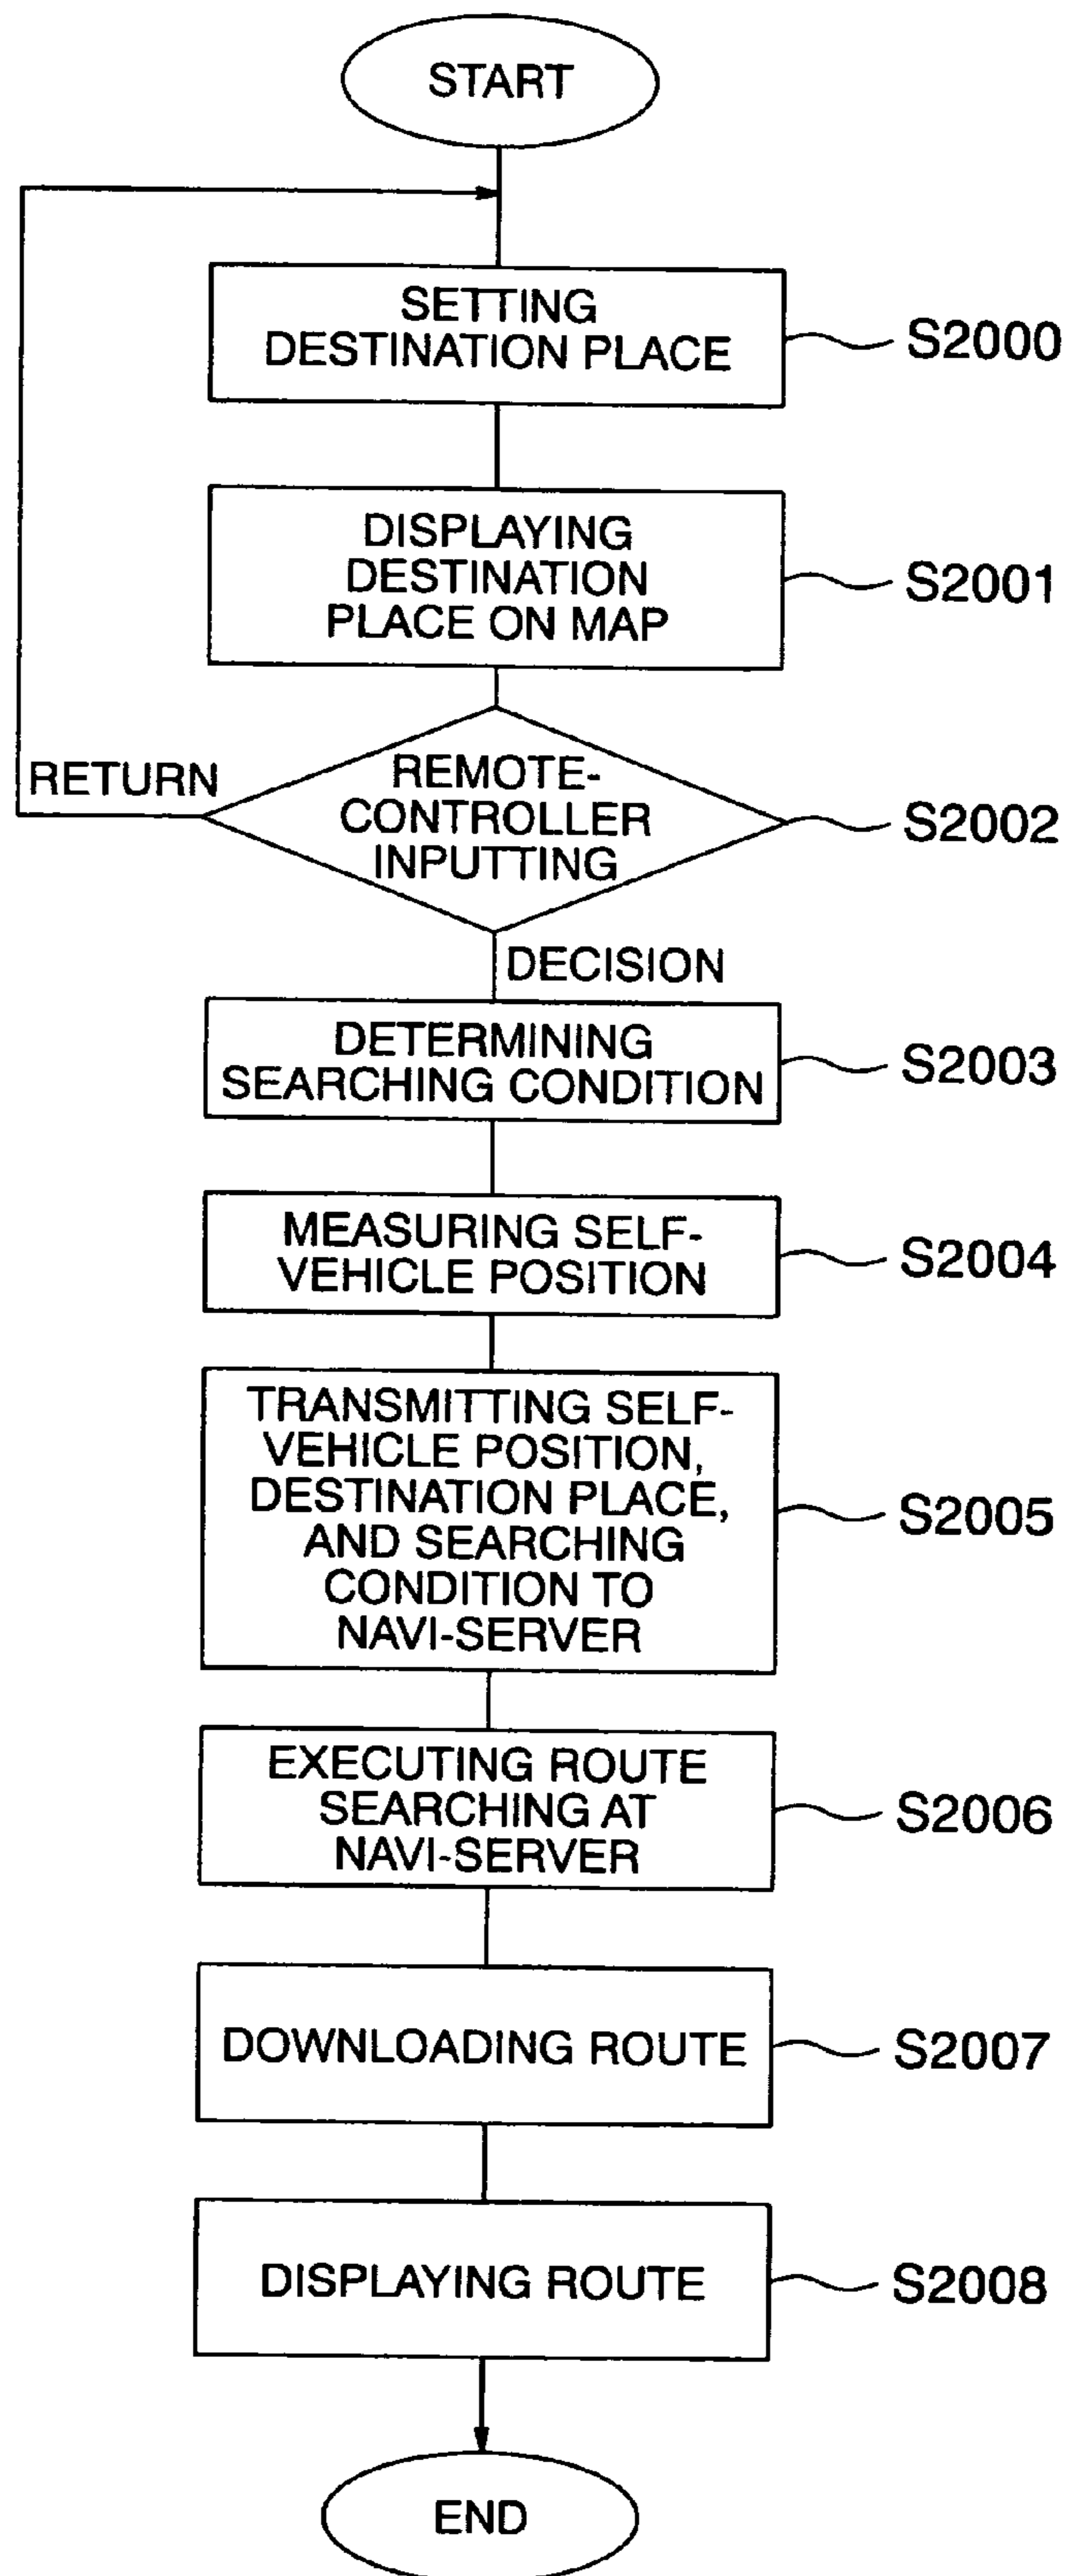 START
SETTING
DESTINATION PLACE
S2000
DISPLAYING
DESTINATION
PLACE ON MAP
S2001
RETURN
REMOTE-
CONTROLLER
INPUTTING
S2002
DECISION
DETERMINING
SEARCHING CONDITION
S2003
MEASURING SELF-
VEHICLE POSITION
S2004
TRANSMITTING SELF-
VEHICLE POSITION,
DESTINATION PLACE,
AND SEARCHING
CONDITION TO
NAVI-SERVER
S2005
EXECUTING ROUTE
SEARCHING AT
NAVI-SERVER
S2006
DOWNLOADING ROUTE
S2007
DISPLAYING ROUTE
S2008
END